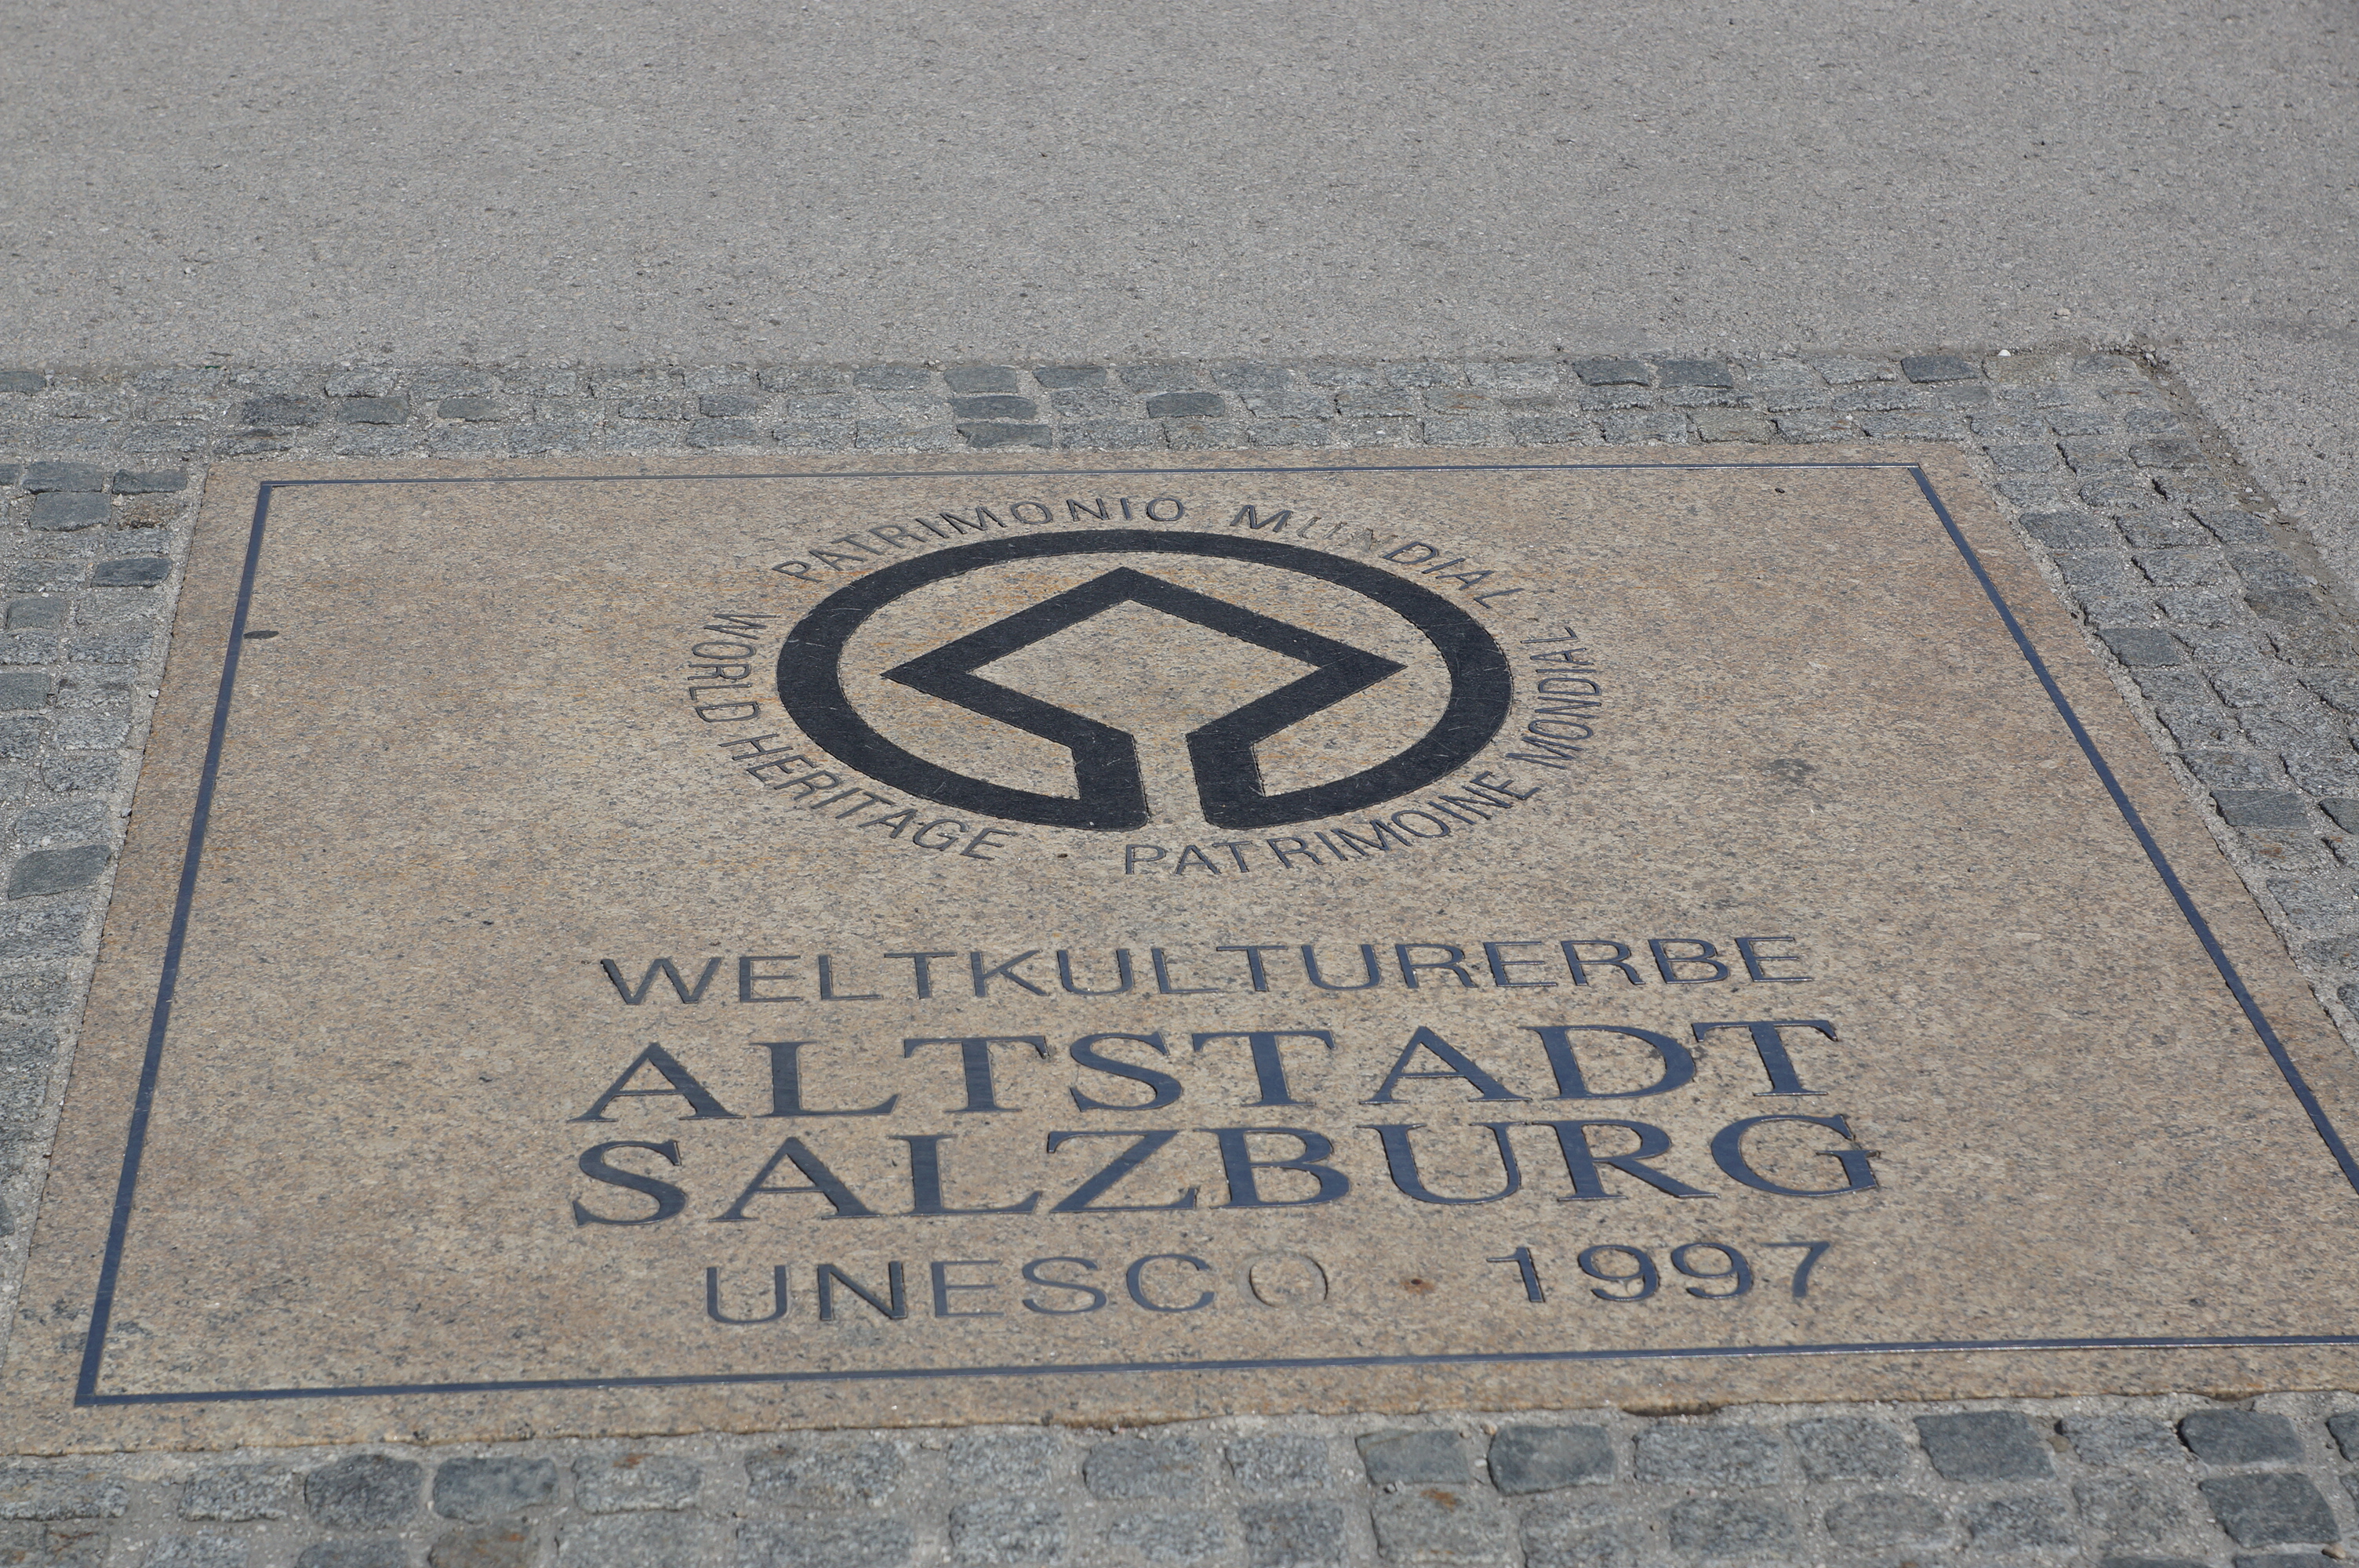 PATRIMONIO MUNDIAL
WORLD HERITAGE
PATRIMOINE MONDIAL
WELTKULTURERBE
ALTSTADT
SALZBURG
UNESCO 1997